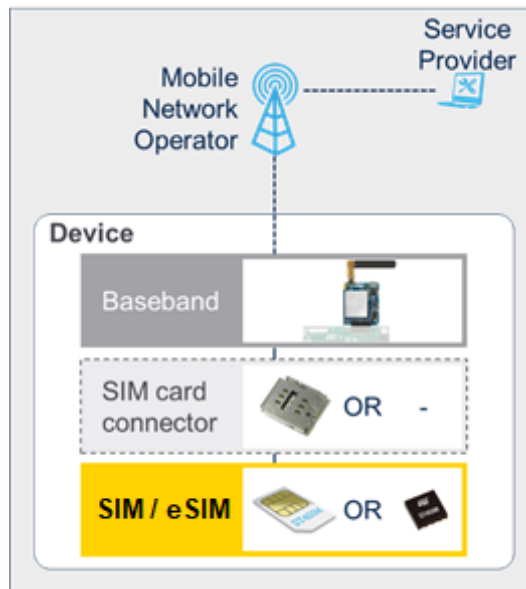 Service
Provider
Mobile
Network
Operator
Device
Baseband
SIM card
connector
OR -
SIM / eSIM
OR